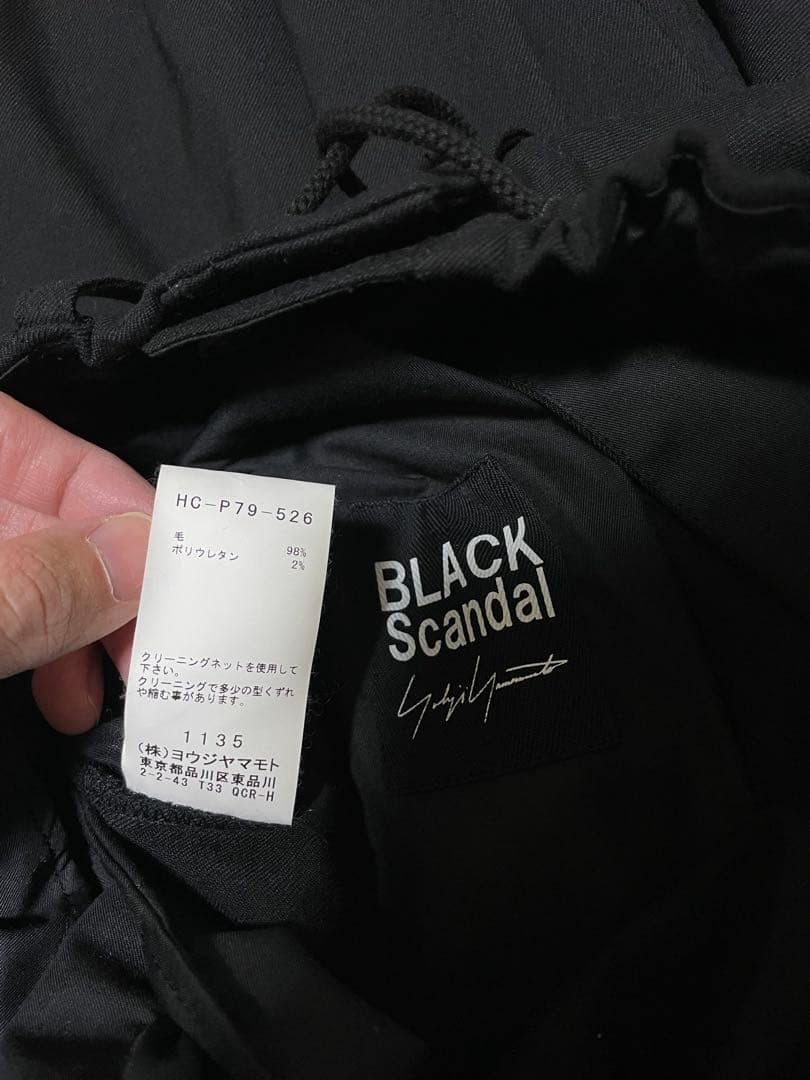 HC-P79-526
毛 98%
ポリウレタン 2%
クリーニングネットを使用して
下さい。
クリーニングで多少の型くずれ
や縮む事があります。
1135
(株)ヨウジヤマモト
東京都品川区東品川
2-2-43 T33 QCR-H
BLACK
Scandal
Yohji Yamamoto